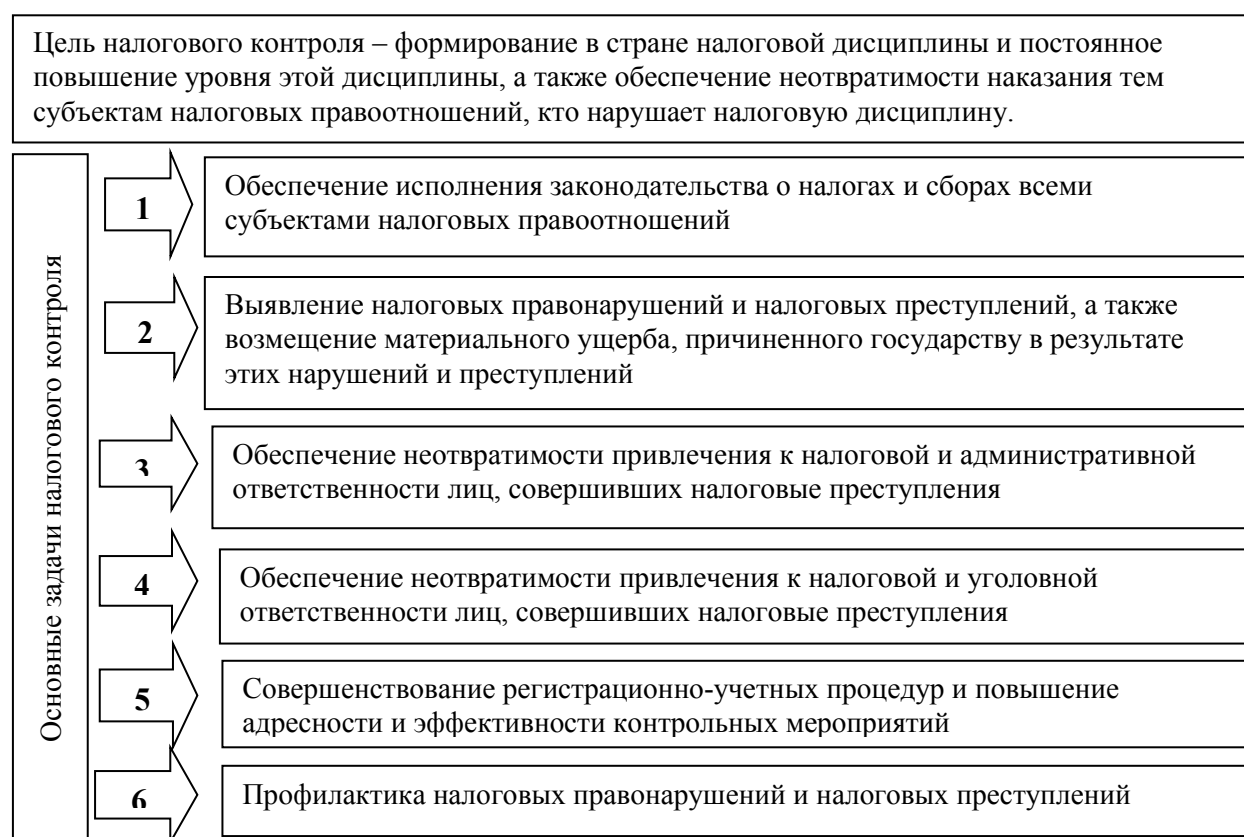 Цель налогового контроля – формирование в стране налоговой дисциплины и постоянное
повышение уровня этой дисциплины, а также обеспечение неотвратимости наказания тем
субъектам налоговых правоотношений, кто нарушает налоговую дисциплину.
Основные задачи налогового контроля
1
Обеспечение исполнения законодательства о налогах и сборах всеми
субъектами налоговых правоотношений
2
Выявление налоговых правонарушений и налоговых преступлений, а также
возмещение материального ущерба, причиненного государству в результате
этих нарушений и преступлений
3
Обеспечение неотвратимости привлечения к налоговой и административной
ответственности лиц, совершивших налоговые преступления
4
Обеспечение неотвратимости привлечения к налоговой и уголовной
ответственности лиц, совершивших налоговые преступления
5
Совершенствование регистрационно-учетных процедур и повышение
адресности и эффективности контрольных мероприятий
6
Профилактика налоговых правонарушений и налоговых преступлений